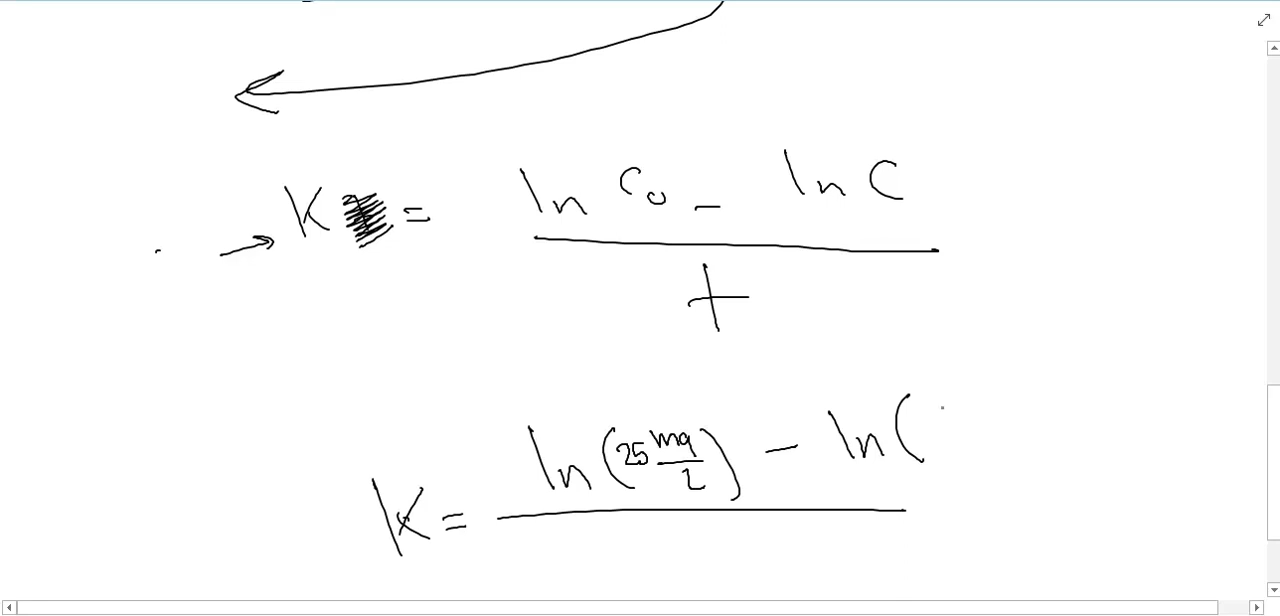 K = ln C0 - ln C
t
K = ln(25 mg/L) - ln(